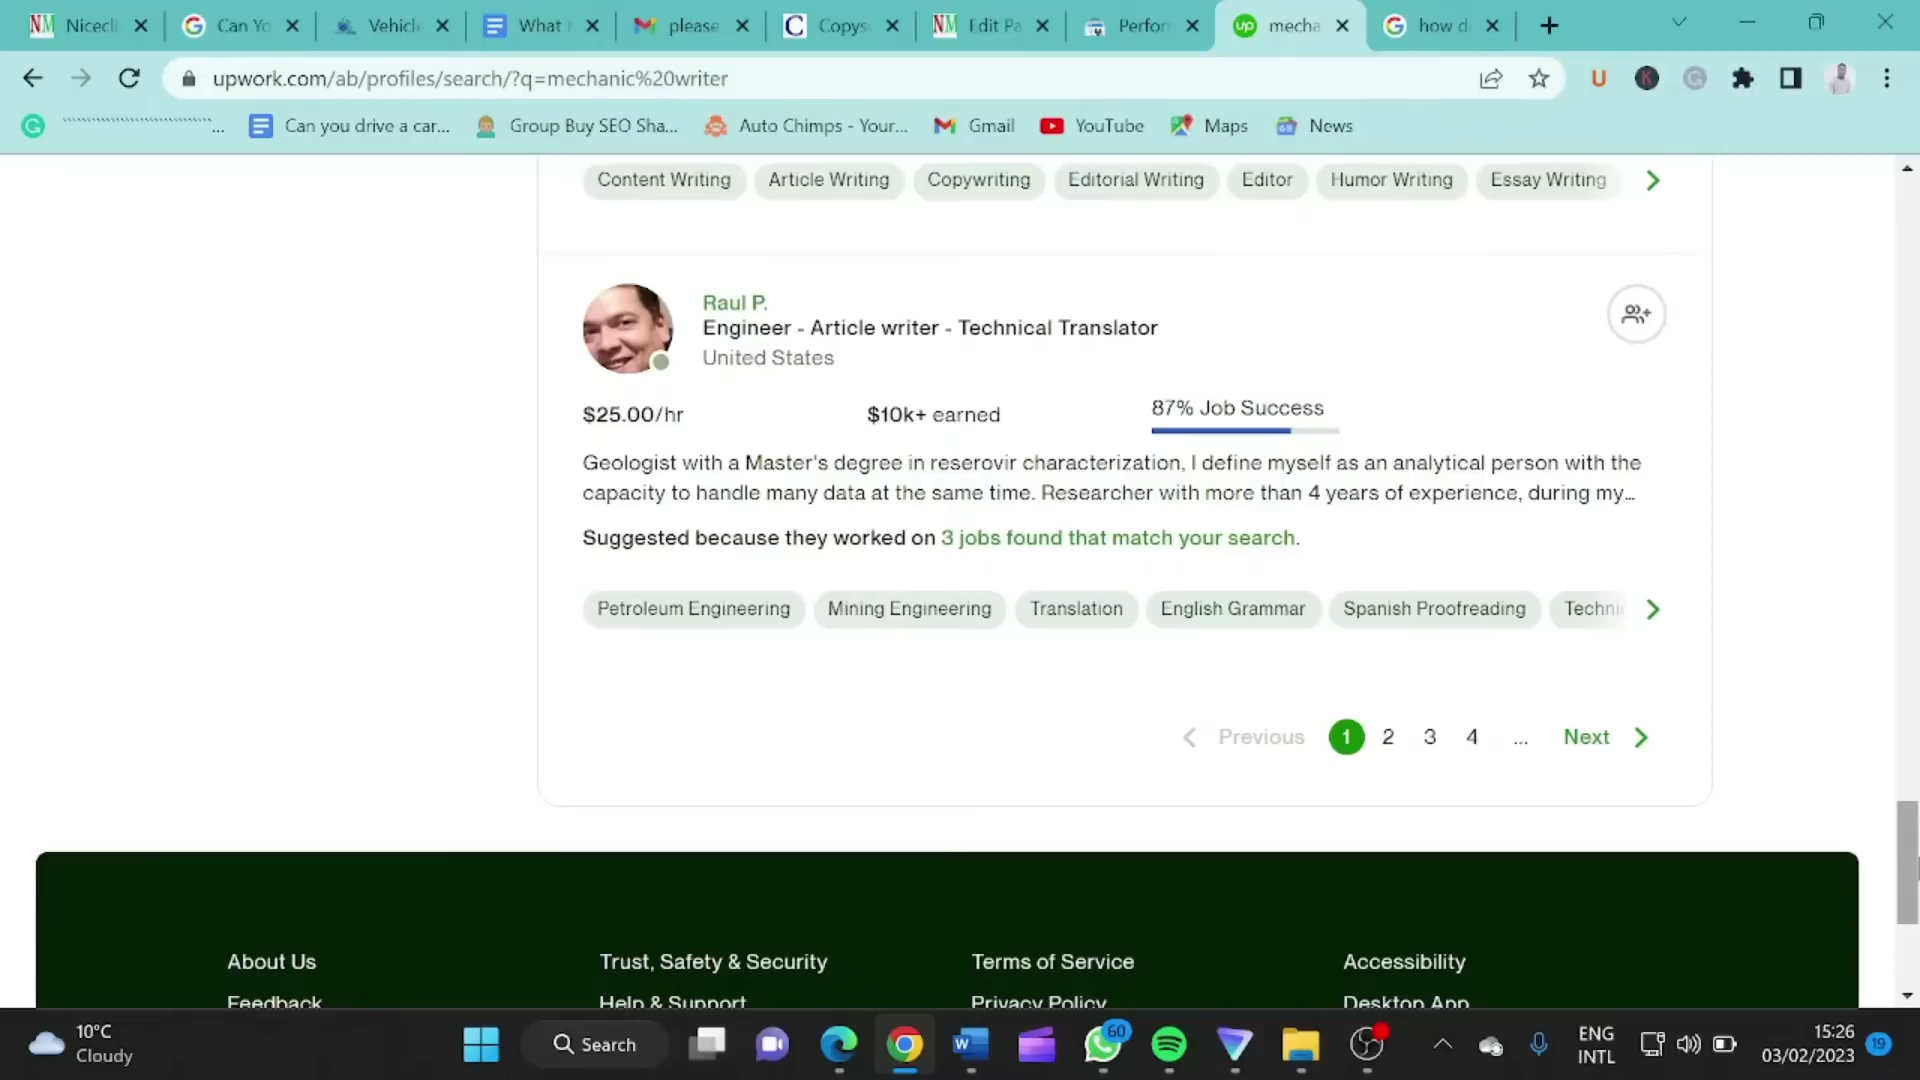 Nicecli
Can Yo
Vehicle
What
please
Copys
Edit Pa
Perfor
mecha
how d
upwork.com/ab/profiles/search/?q=mechanic%20writer
Can you drive a car...
Group Buy SEO Sha...
Auto Chimps - Your...
Gmail
YouTube
Maps
News
Content Writing
Article Writing
Copywriting
Editorial Writing
Editor
Humor Writing
Essay Writing
Raul P.
Engineer - Article writer - Technical Translator
United States
$25.00/hr
$10k+ earned
87% Job Success
Geologist with a Master's degree in reserovir characterization, I define myself as an analytical person with the
capacity to handle many data at the same time. Researcher with more than 4 years of experience, during my...
Suggested because they worked on 3 jobs found that match your search.
Petroleum Engineering
Mining Engineering
Translation
English Grammar
Spanish Proofreading
Techni
Previous
1
2
3
4
...
Next
About Us
Trust, Safety & Security
Terms of Service
Accessibility
Feedback
Help & Support
Privacy Policy
Desktop App
10°C
Cloudy
Search
60
ENG
INTL
15:26
03/02/2023
19